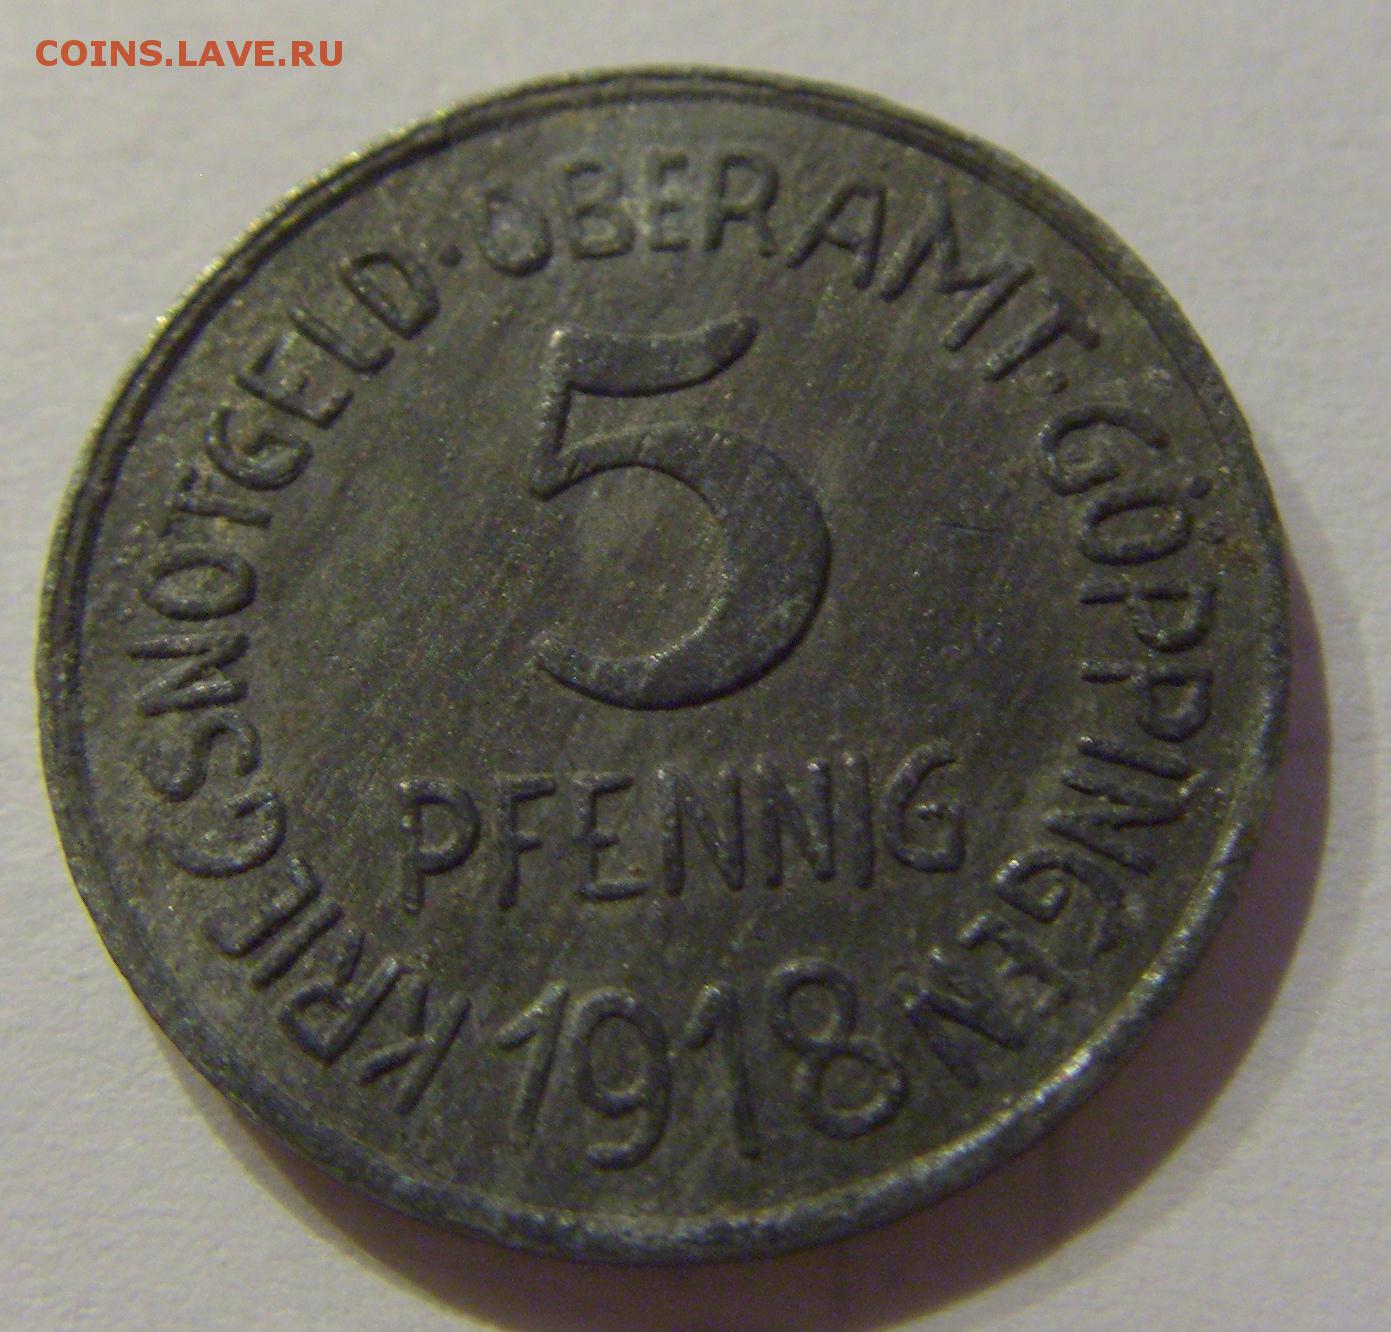 COINS.LAVE.RU
KRIEGSNOTGELD · OBERAMT · GÖPPINGEN
5
PFENNIG
1918